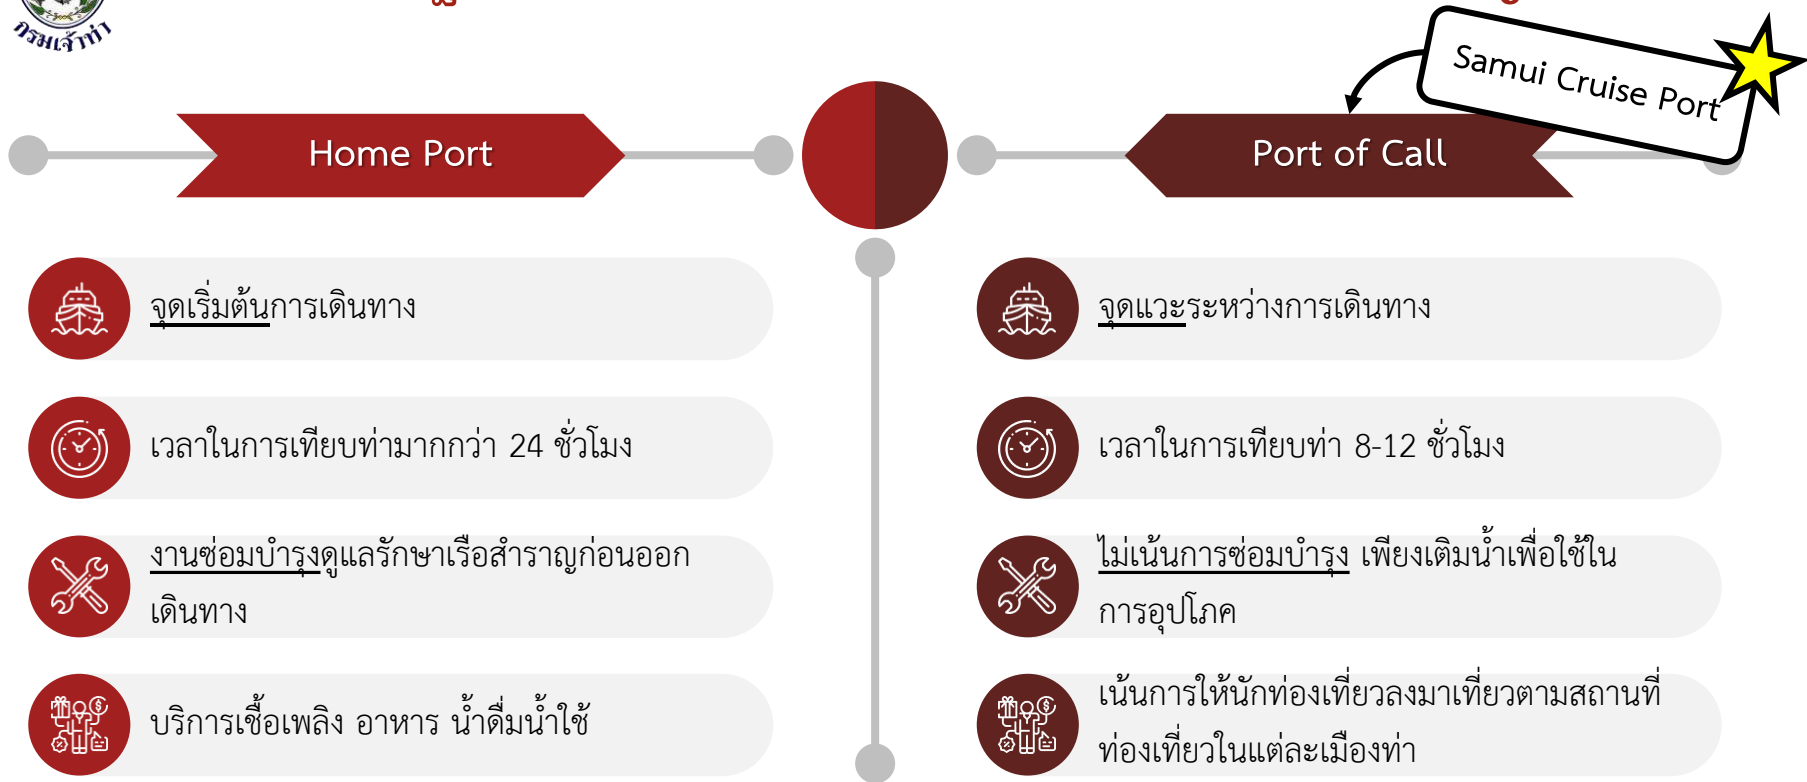 กรมเจ้าท่า
Samui Cruise Port
Home Port
Port of Call
จุดเริ่มต้นการเดินทาง
เวลาในการเทียบท่ามากกว่า 24 ชั่วโมง
งานซ่อมบำรุงดูแลรักษาเรือสำราญก่อนออก
เดินทาง
บริการเชื้อเพลิง อาหาร น้ำดื่มน้ำใช้
จุดแวะระหว่างการเดินทาง
เวลาในการเทียบท่า 8-12 ชั่วโมง
ไม่เน้นการซ่อมบำรุง เพียงเติมน้ำเพื่อใช้ใน
การอุปโภค
เน้นการให้นักท่องเที่ยวลงมาเที่ยวตามสถานที่
ท่องเที่ยวในแต่ละเมืองท่า